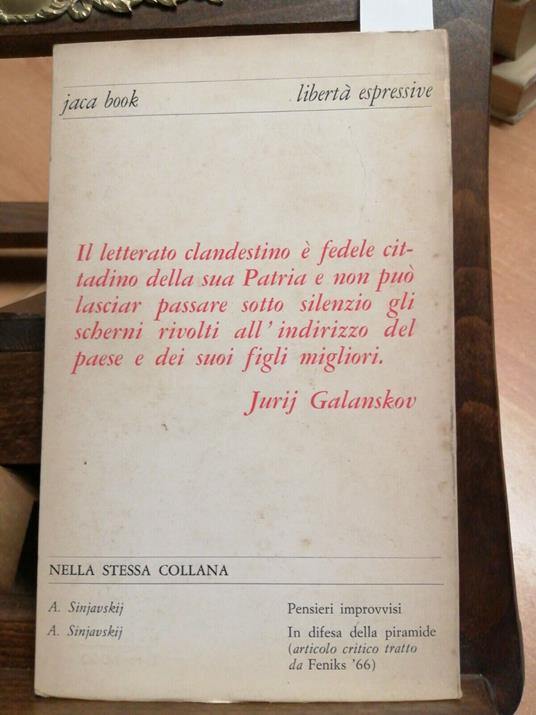 jaca book libertà espressive
Il letterato clandestino è fedele cit-
tadino della sua Patria e non può
lasciar passare sotto silenzio gli
scherni rivolti all'indirizzo del
paese e dei suoi figli migliori.
Jurij Galanskov
NELLA STESSA COLLANA
A. Sinjavskij Pensieri improvvisi
A. Sinjavskij In difesa della piramide
(articolo critico tratto
da Feniks '66)